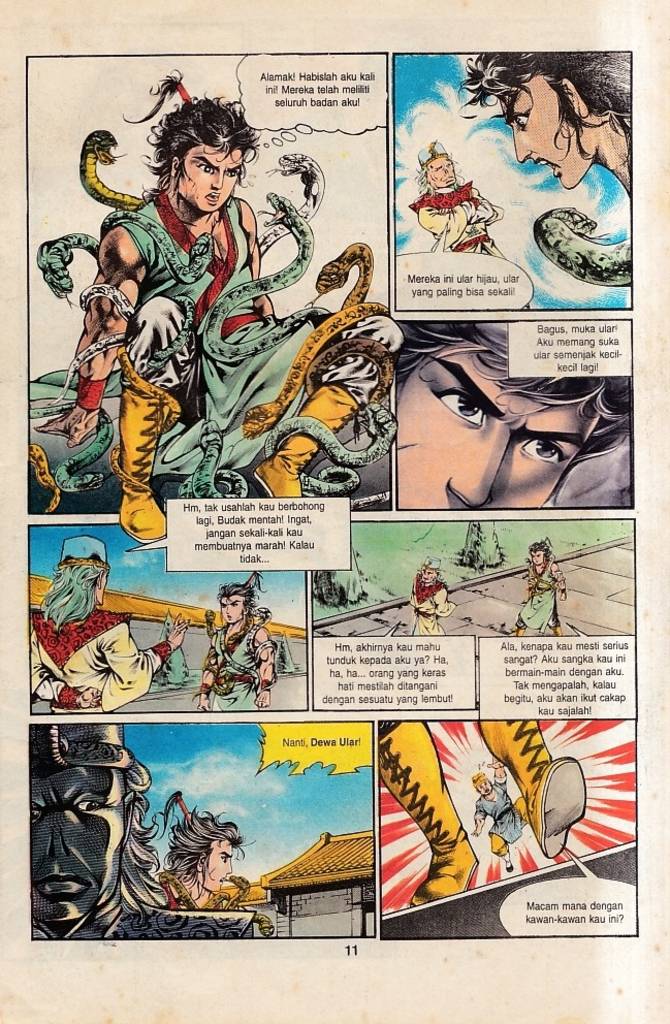 Alamak! Habislah aku kali
ini! Mereka telah meliliti
seluruh badan aku!
Mereka ini ular hijau, ular
yang paling bisa sekali!
Bagus, muka ular!
Aku memang suka
ular semenjak kecil-
kecil lagi!
Hm, tak usahlah kau berbohong
lagi, Budak mentah! Ingat,
jangan sekali-kali kau
membuatnya marah! Kalau
tidak...
Hm, akhirnya kau mahu
tunduk kepada aku ya? Ha,
ha, ha... orang yang keras
hati mestilah ditangani
dengan sesuatu yang lembut!
Ala, kenapa kau mesti serius
sangat? Aku sangka kau ini
bermain-main dengan aku.
Tak mengapalah, kalau
begitu, aku akan ikut cakap
kau sajalah!
Nanti, Dewa Ular!
Macam mana dengan
kawan-kawan kau ini?
11